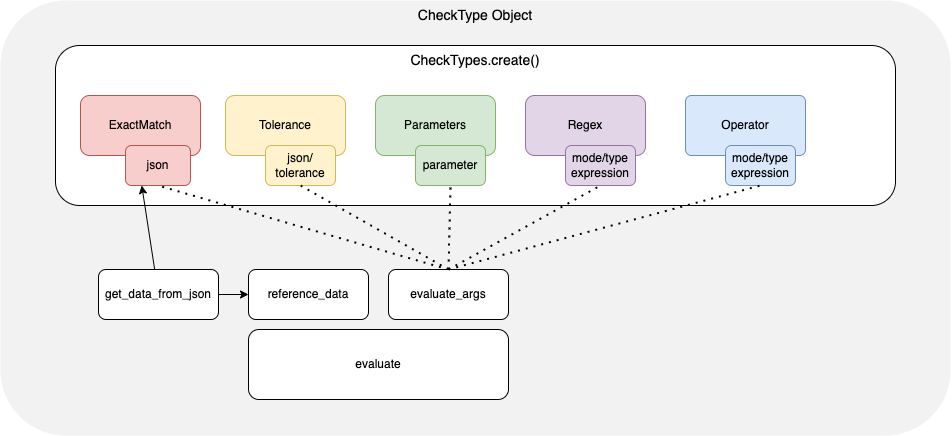 CheckType Object
CheckTypes.create()
ExactMatch
Tolerance
Parameters
Regex
Operator
json
json/
tolerance
parameter
mode/type
expression
mode/type
expression
get_data_from_json
reference_data
evaluate_args
evaluate